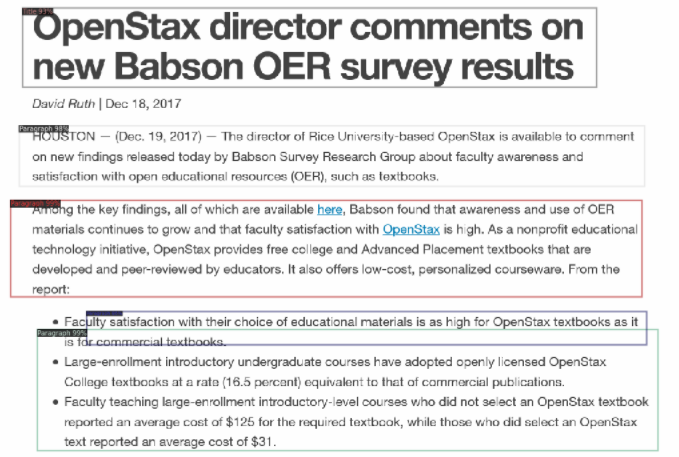 Title 93%
OpenStax director comments on
new Babson OER survey results
David Ruth | Dec 18, 2017
Paragraph 98%
HOUSTON — (Dec. 19, 2017) — The director of Rice University-based OpenStax is available to comment
on new findings released today by Babson Survey Research Group about faculty awareness and
satisfaction with open educational resources (OER), such as textbooks.
Among the key findings, all of which are available here, Babson found that awareness and use of OER
materials continues to grow and that faculty satisfaction with OpenStax is high. As a nonprofit educational
technology initiative, OpenStax provides free college and Advanced Placement textbooks that are
developed and peer-reviewed by educators. It also offers low-cost, personalized courseware. From the
report:
• Faculty satisfaction with their choice of educational materials is as high for OpenStax textbooks as it
Paragraph 99%
is for commercial textbooks.
• Large-enrollment introductory undergraduate courses have adopted openly licensed OpenStax
College textbooks at a rate (16.5 percent) equivalent to that of commercial publications.
• Faculty teaching large-enrollment introductory-level courses who did not select an OpenStax textbook
reported an average cost of $125 for the required textbook, while those who did select an OpenStax
text reported an average cost of $31.